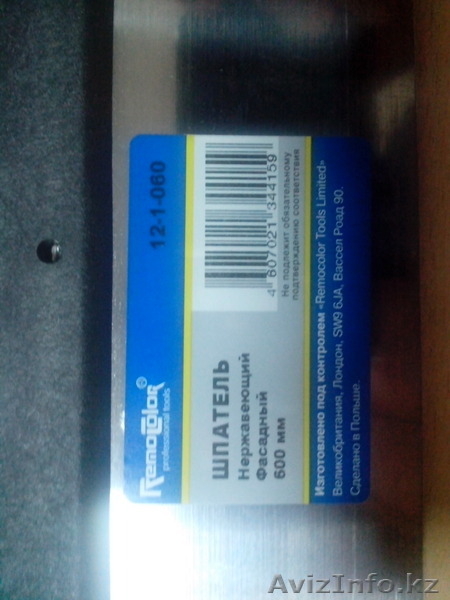 RemoColor®
professional tools
12-1-060
ШПАТЕЛЬ
Нержавеющий
Фасадный
600 мм
4 607021 344159
Не подлежит обязательному
подтверждению соответствия
Изготовлено под контролем «Remocolor Tools Limited»
Великобритания, Лондон, SW9 6JA, Вассел Роад 90.
Сделано в Польше.
AvizInfo.kz